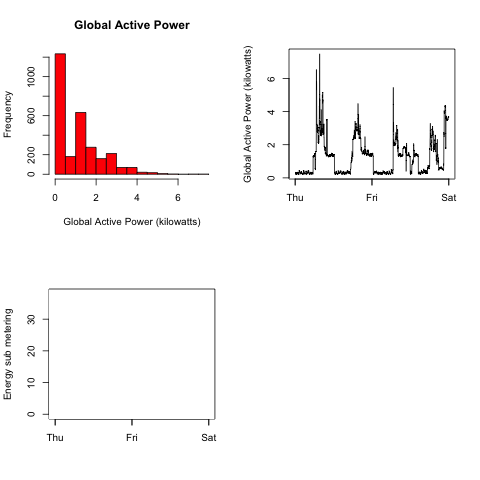 Global Active Power
Frequency
200
600
1000
0
2
4
6
Global Active Power (kilowatts)
Global Active Power (kilowatts)
0
2
4
6
Thu
Fri
Sat
Energy sub metering
0
10
20
30
Thu
Fri
Sat